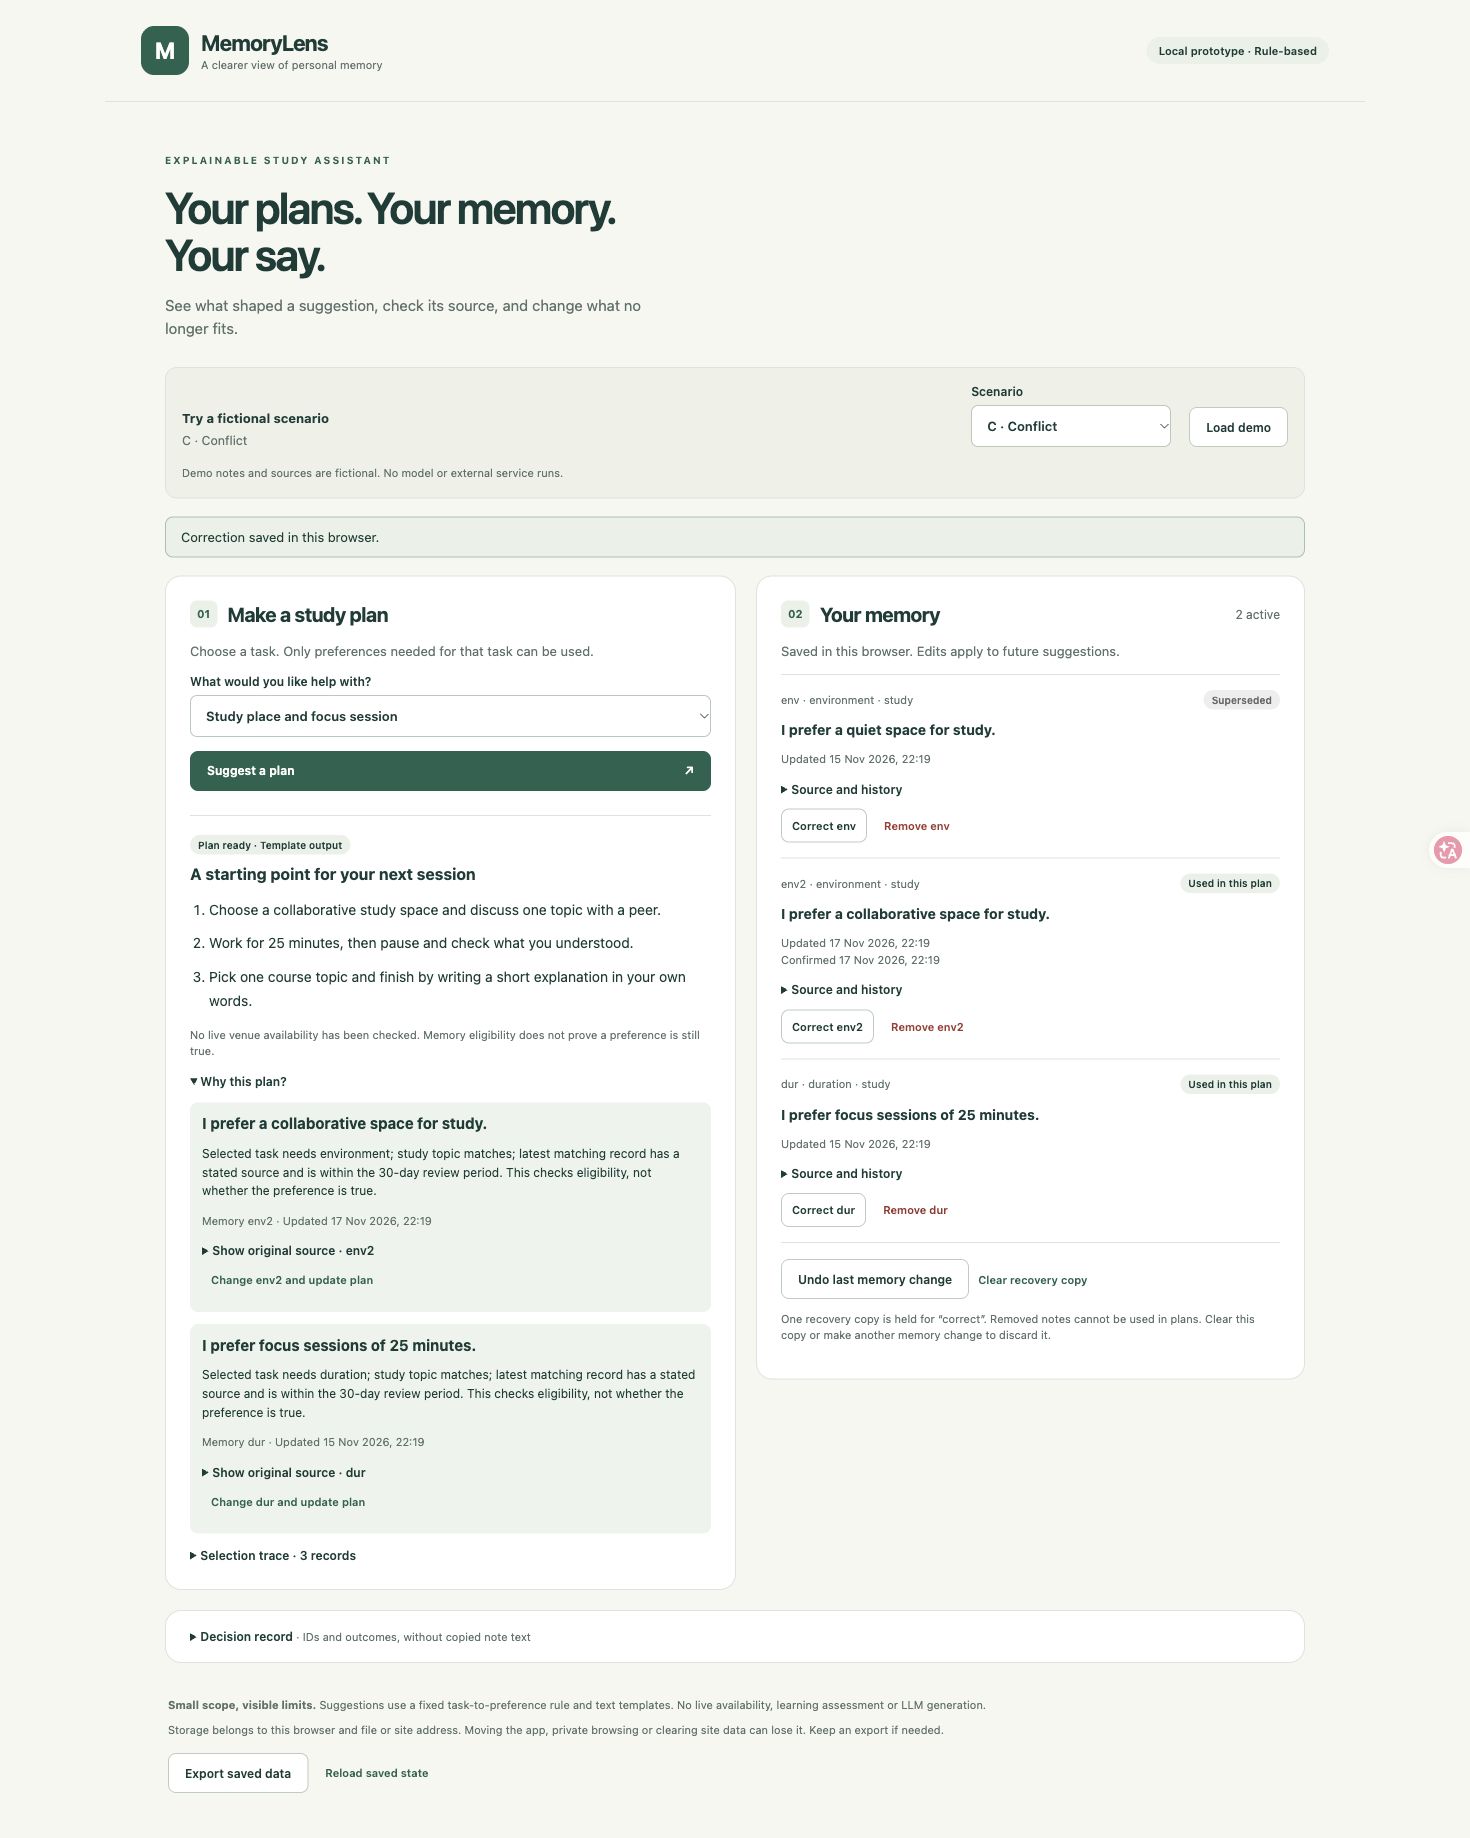 M
MemoryLens
A clearer view of personal memory
Local prototype · Rule-based
EXPLAINABLE STUDY ASSISTANT
Your plans. Your memory.
Your say.
See what shaped a suggestion, check its source, and change what no
longer fits.
Try a fictional scenario
C · Conflict
Demo notes and sources are fictional. No model or external service runs.
Scenario
C · Conflict
Load demo
Correction saved in this browser.
01 Make a study plan
Choose a task. Only preferences needed for that task can be used.
What would you like help with?
Study place and focus session
Suggest a plan ↗
Plan ready · Template output
A starting point for your next session
1. Choose a collaborative study space and discuss one topic with a peer.
2. Work for 25 minutes, then pause and check what you understood.
3. Pick one course topic and finish by writing a short explanation in your own
words.
No live venue availability has been checked. Memory eligibility does not prove a preference is still
true.
Why this plan?
I prefer a collaborative space for study.
Selected task needs environment; study topic matches; latest matching record has a
stated source and is within the 30-day review period. This checks eligibility, not
whether the preference is true.
Memory env2 · Updated 17 Nov 2026, 22:19
Show original source · env2
Change env2 and update plan
I prefer focus sessions of 25 minutes.
Selected task needs duration; study topic matches; latest matching record has a stated
source and is within the 30-day review period. This checks eligibility, not whether the
preference is true.
Memory dur · Updated 15 Nov 2026, 22:19
Show original source · dur
Change dur and update plan
Selection trace · 3 records
02 Your memory
2 active
Saved in this browser. Edits apply to future suggestions.
env · environment · study
Superseded
I prefer a quiet space for study.
Updated 15 Nov 2026, 22:19
Source and history
Correct env
Remove env
env2 · environment · study
Used in this plan
I prefer a collaborative space for study.
Updated 17 Nov 2026, 22:19
Confirmed 17 Nov 2026, 22:19
Source and history
Correct env2
Remove env2
dur · duration · study
Used in this plan
I prefer focus sessions of 25 minutes.
Updated 15 Nov 2026, 22:19
Source and history
Correct dur
Remove dur
Undo last memory change
Clear recovery copy
One recovery copy is held for “correct”. Removed notes cannot be used in plans. Clear this
copy or make another memory change to discard it.
Decision record · IDs and outcomes, without copied note text
Small scope, visible limits. Suggestions use a fixed task-to-preference rule and text templates. No live availability, learning assessment or LLM generation.
Storage belongs to this browser and file or site address. Moving the app, private browsing or clearing site data can lose it. Keep an export if needed.
Export saved data
Reload saved state